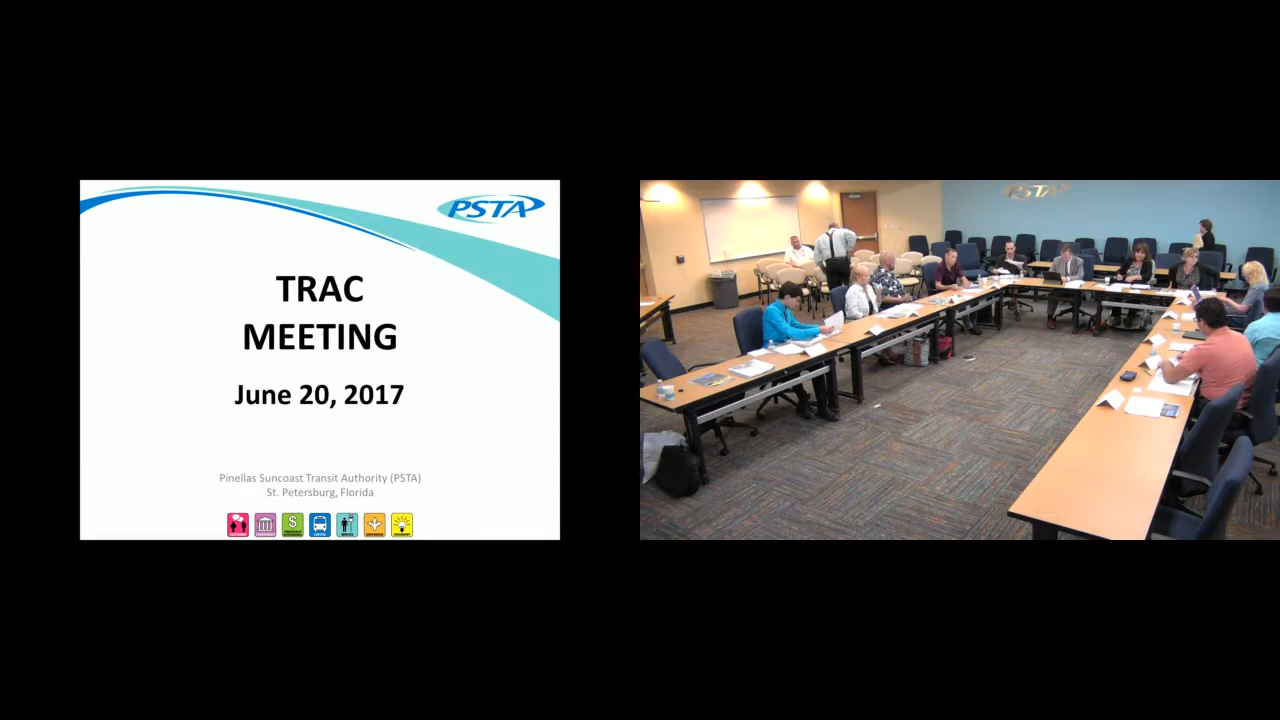 PSTA
TRAC
MEETING
June 20, 2017
Pinellas Suncoast Transit Authority (PSTA)
St. Petersburg, Florida
PSTA